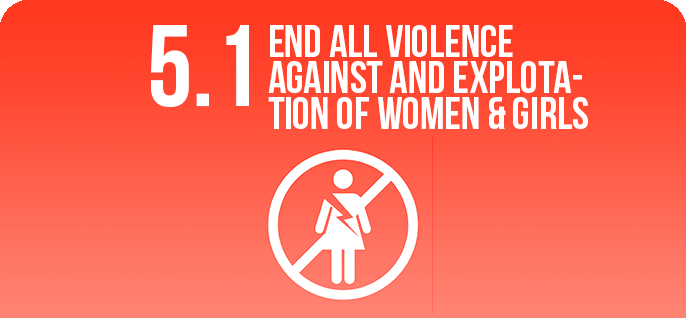 5.1 END ALL VIOLENCE
AGAINST AND EXPLOTA-
TION OF WOMEN & GIRLS